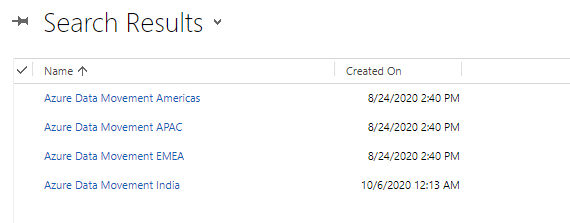 Search Results
Name Created On
Azure Data Movement Americas 8/24/2020 2:40 PM
Azure Data Movement APAC 8/24/2020 2:40 PM
Azure Data Movement EMEA 8/24/2020 2:40 PM
Azure Data Movement India 10/6/2020 12:13 AM